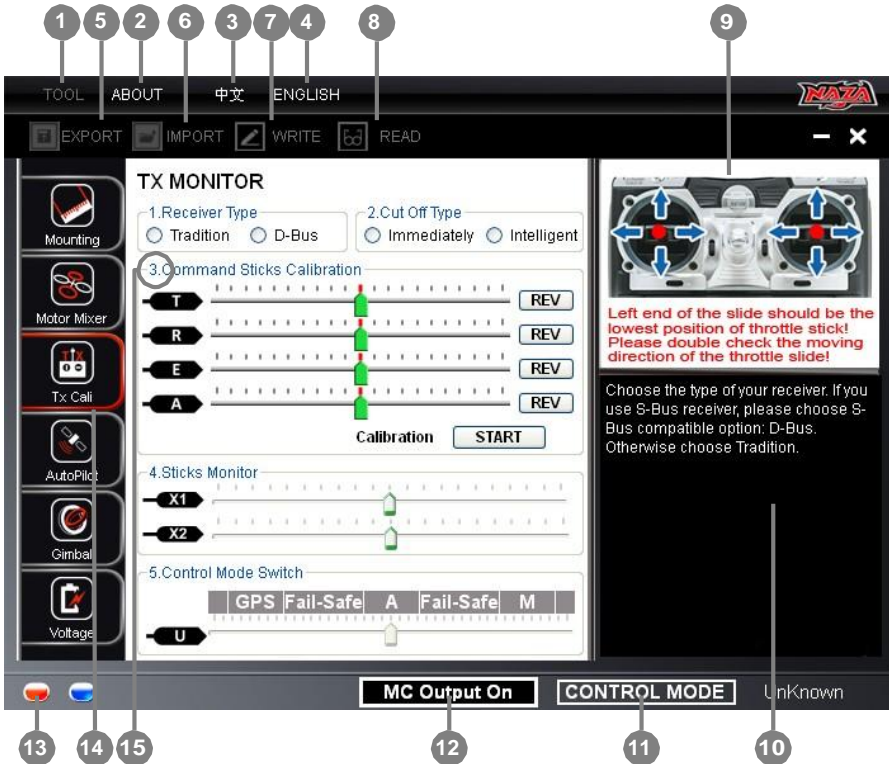 1 5 2 6 3 7 4 8 9
TOOL ABOUT 中文 ENGLISH NAZA
EXPORT IMPORT WRITE READ
TX MONITOR
1.Receiver Type
Tradition D-Bus
2.Cut Off Type
Immediately Intelligent
3.Command Sticks Calibration
T REV
R REV
E REV
A REV
Calibration START
4.Sticks Monitor
X1
X2
5.Control Mode Switch
GPS Fail-Safe A Fail-Safe M
U
Mounting
Motor Mixer
Tx Cali
AutoPilot
Gimbal
Voltage
Left end of the slide should be the
lowest position of throttle stick!
Please double check the moving
direction of the throttle slide!
Choose the type of your receiver. If you
use S-Bus receiver, please choose S-
Bus compatible option: D-Bus.
Otherwise choose Tradition.
MC Output On CONTROL MODE UnKnown
13 14 15 12 11 10